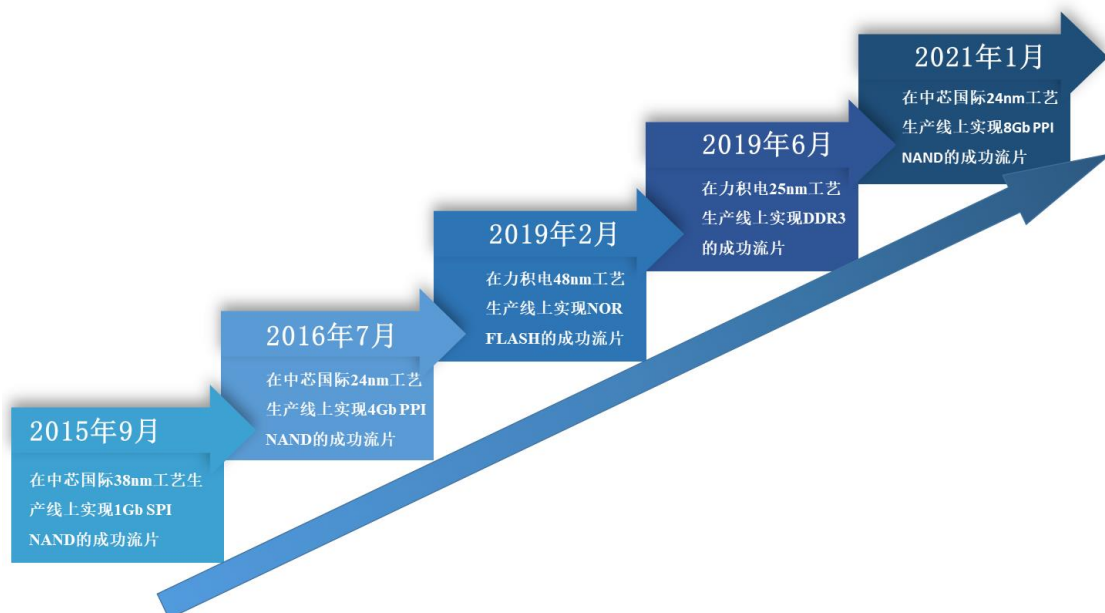 2015年9月
在中芯国际38nm工艺生
产线上实现1Gb SPI
NAND的成功流片
2016年7月
在中芯国际24nm工艺
生产线上实现4Gb PPI
NAND的成功流片
2019年2月
在力积电48nm工艺
生产线上实现NOR
FLASH的成功流片
2019年6月
在力积电25nm工艺
生产线上实现DDR3
的成功流片
2021年1月
在中芯国际24nm工艺
生产线上实现8Gb PPI
NAND的成功流片